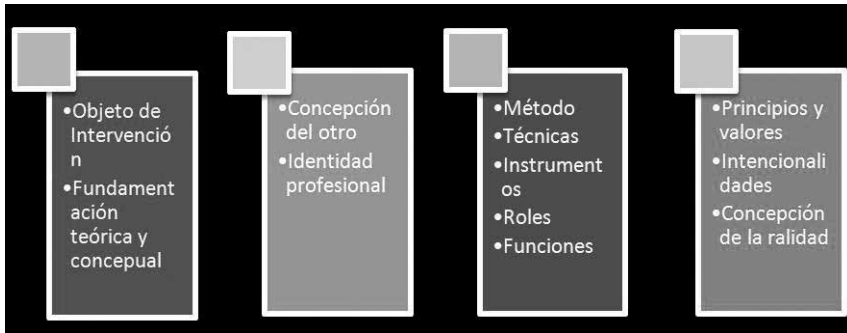 •Objeto de
Intervenció
n
•Fundament
ación
teórica y
concepual
•Concepción
del otro
•Identidad
profesional
•Método
•Técnicas
•Instrument
os
•Roles
•Funciones
•Principios y
valores
•Intencionali
dades
•Concepción
de la ralidad